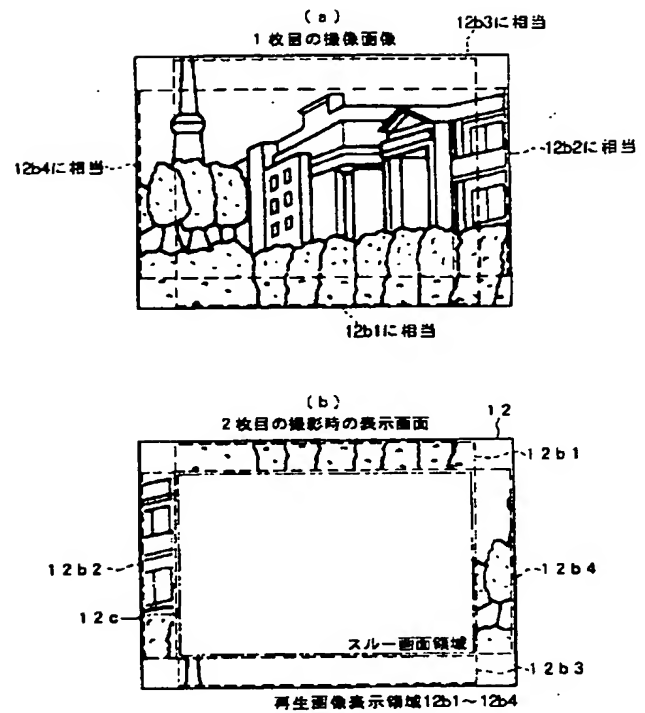 (a)
1枚目の撮像画像
12b3に相当
12b4に相当
12b2に相当
12b1に相当
(b)
2枚目の撮影時の表示画面
12
12b1
12b2
12b4
12c
スルー画面領域
12b3
再生画像表示領域12b1～12b4